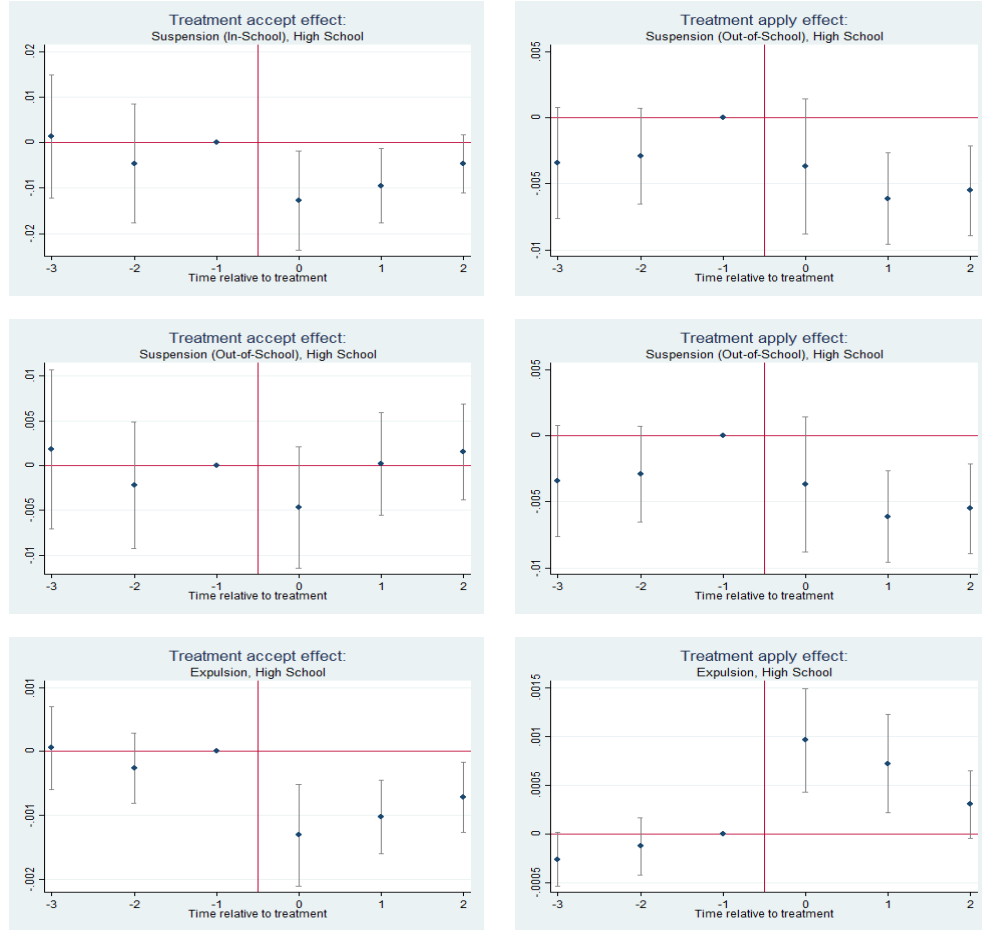 Treatment accept effect:
Suspension (In-School), High School
.02
.01
0
-.01
-.02
-3 -2 -1 0 1 2
Time relative to treatment
Treatment apply effect:
Suspension (Out-of-School), High School
.005
0
-.005
-.01
-3 -2 -1 0 1 2
Time relative to treatment
Treatment accept effect:
Suspension (Out-of-School), High School
.01
.005
0
-.005
-.01
-3 -2 -1 0 1 2
Time relative to treatment
Treatment apply effect:
Suspension (Out-of-School), High School
.005
0
-.005
-.01
-3 -2 -1 0 1 2
Time relative to treatment
Treatment accept effect:
Expulsion, High School
.001
0
-.001
-.002
-3 -2 -1 0 1 2
Time relative to treatment
Treatment apply effect:
Expulsion, High School
.0015
.001
.0005
0
-.0005
-3 -2 -1 0 1 2
Time relative to treatment